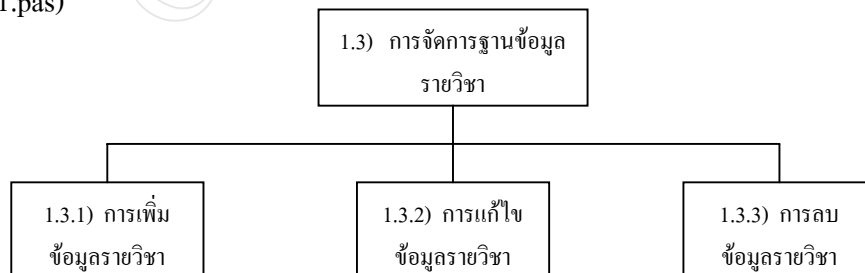 1.pas)
1.3) การจัดการฐานข้อมูล
รายวิชา
1.3.1) การเพิ่ม
ข้อมูลรายวิชา
1.3.2) การแก้ไข
ข้อมูลรายวิชา
1.3.3) การลบ
ข้อมูลรายวิชา